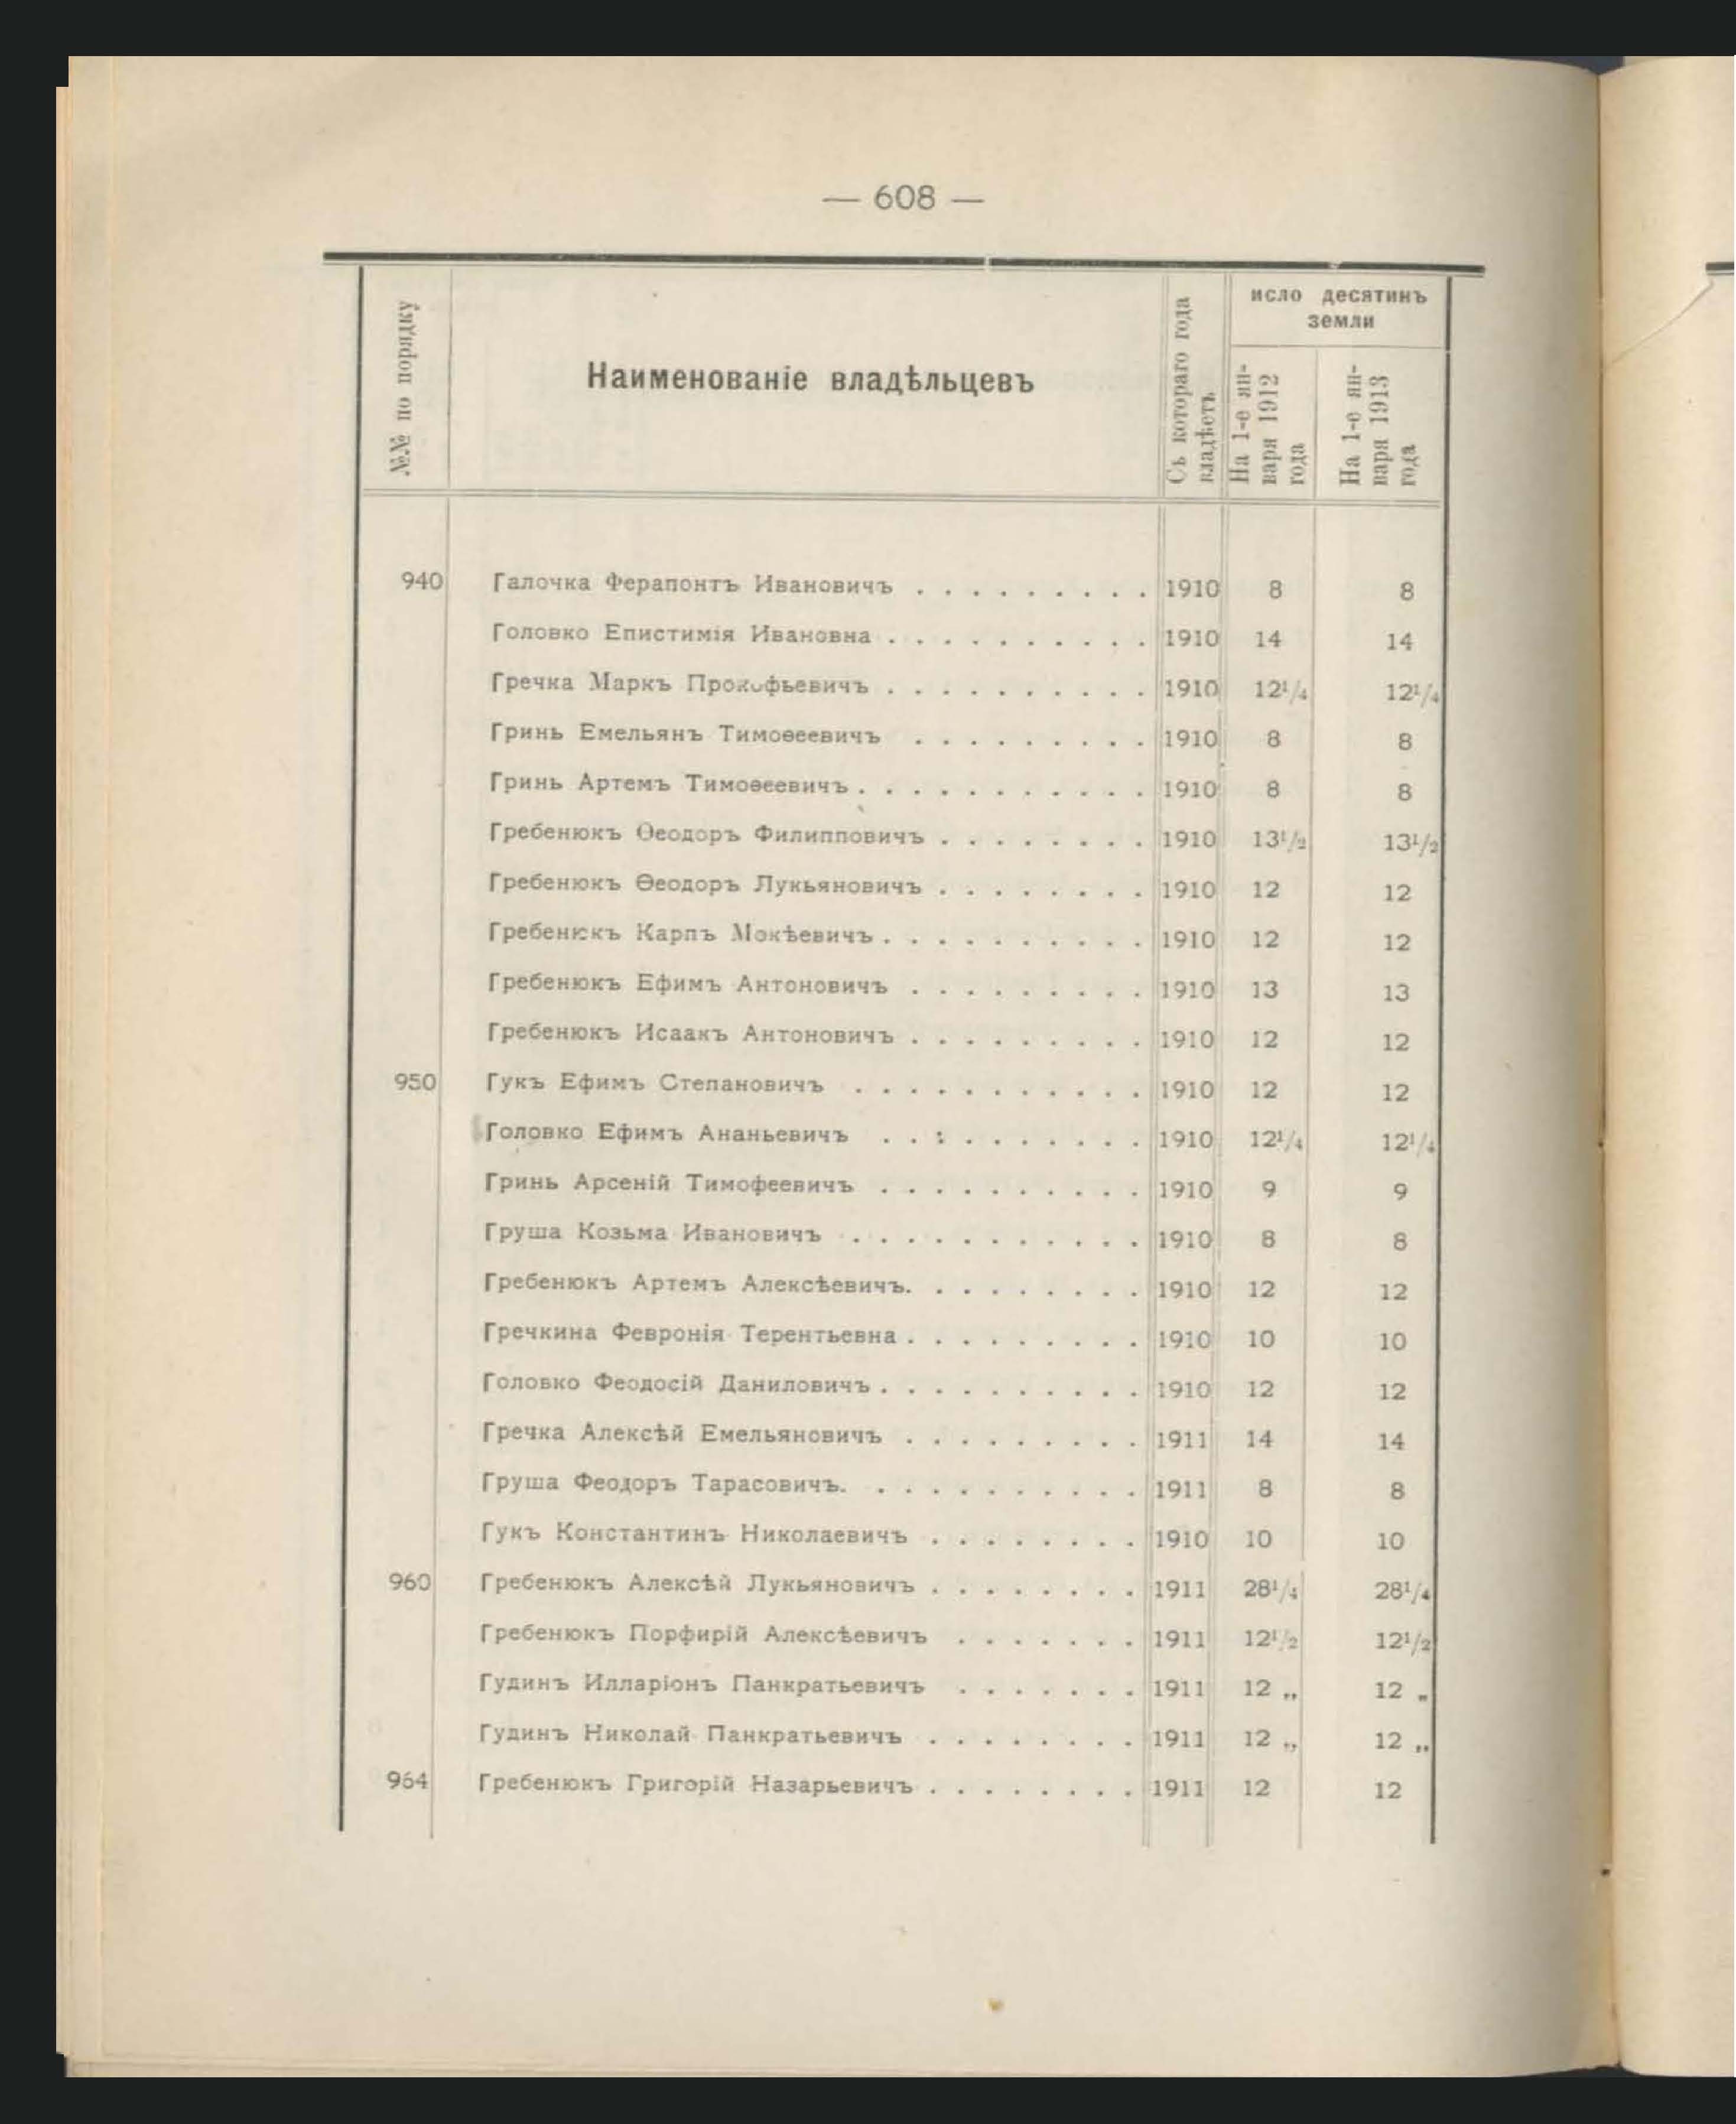 — 608 —
№№ по порядку
Наименованіе владѣльцевъ
Съ котораго года
владѣетъ
исло десятинъ
земли
На 1-е ян-
варя 1912
года
На 1-е ян-
варя 1913
года
940 Галочка Ферапонтъ Ивановичъ . . . . . . . . . 1910 8 8
Головко Епистимія Ивановна . . . . . . . . . . 1910 14 14
Гречка Маркъ Прокофьевичъ . . . . . . . . . . 1910 12¹/₄ 12¹/₄
Гринь Емельянъ Тимоѳеевичъ . . . . . . . . . 1910 8 8
Гринь Артемъ Тимоѳеевичъ . . . . . . . . . . . 1910 8 8
Гребенюкъ Ѳеодоръ Филипповичъ . . . . . . . . 1910 13¹/₂ 13¹/₂
Гребенюкъ Ѳеодоръ Лукьяновичъ . . . . . . . . 1910 12 12
Гребенюкъ Карпъ Мокѣевичъ . . . . . . . . . . 1910 12 12
Гребенюкъ Ефимъ Антоновичъ . . . . . . . . . 1910 13 13
Гребенюкъ Исаакъ Антоновичъ . . . . . . . . . 1910 12 12
950 Гукъ Ефимъ Степановичъ . . . . . . . . . . . 1910 12 12
Головко Ефимъ Ананьевичъ . . : . . . . . . . 1910 12¹/₄ 12¹/₄
Гринь Арсеній Тимофеевичъ . . . . . . . . . . 1910 9 9
Груша Козьма Ивановичъ . . . . . . . . . . . 1910 8 8
Гребенюкъ Артемъ Алексѣевичъ. . . . . . . . . 1910 12 12
Гречкина Февронія Терентьевна . . . . . . . . . 1910 10 10
Головко Феодосій Даниловичъ . . . . . . . . . . 1910 12 12
Гречка Алексѣй Емельяновичъ . . . . . . . . . 1911 14 14
Груша Феодоръ Тарасовичъ. . . . . . . . . . . 1911 8 8
Гукъ Константинъ Николаевичъ . . . . . . . . 1910 10 10
960 Гребенюкъ Алексѣй Лукьяновичъ . . . . . . . . 1911 28¹/₄ 28¹/₄
Гребенюкъ Порфирій Алексѣевичъ . . . . . . . 1911 12¹/₂ 12¹/₂
Гудинъ Илларіонъ Панкратьевичъ . . . . . . . 1911 12 „ 12 „
Гудинъ Николай Панкратьевичъ . . . . . . . . 1911 12 „ 12 „
964 Гребенюкъ Григорій Назарьевичъ . . . . . . . . 1911 12 12